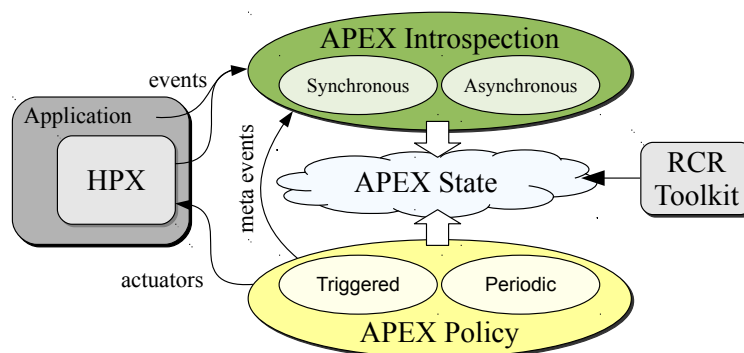 APEX Introspection
events
Synchronous
Asynchronous
Application
HPX
meta events
APEX State
RCR
Toolkit
actuators
Triggered
Periodic
APEX Policy